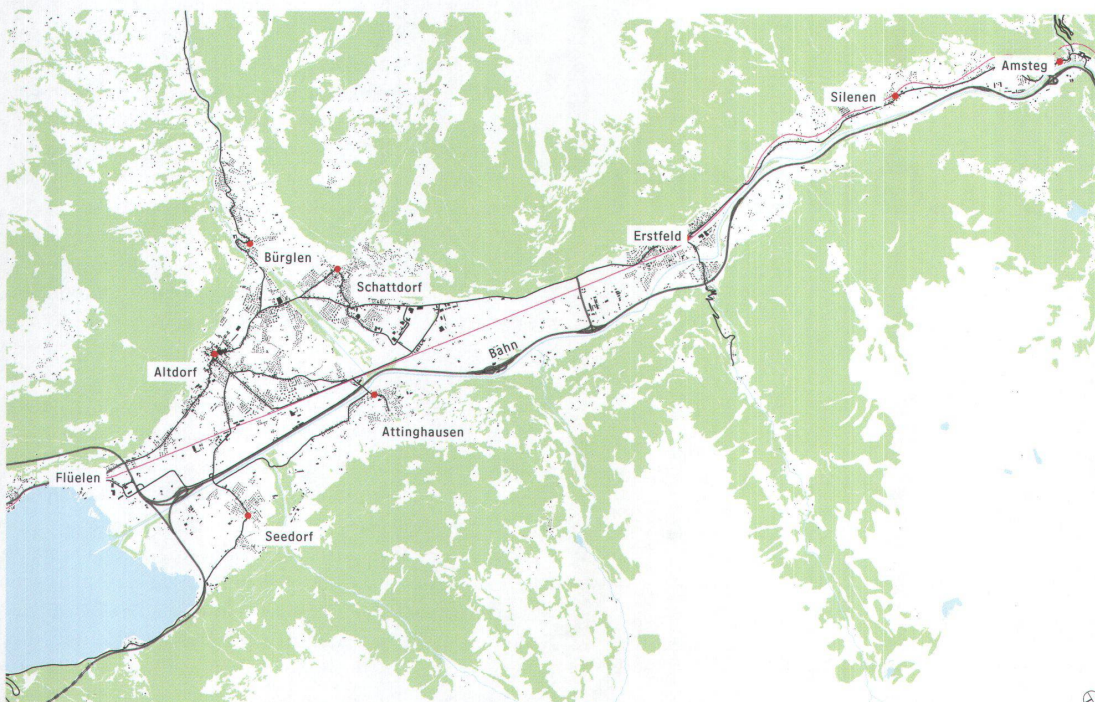 Amsteg
Silenen
Erstfeld
Bürglen
Schattdorf
Bahn
Altdorf
Attinghausen
Flüelen
Seedorf